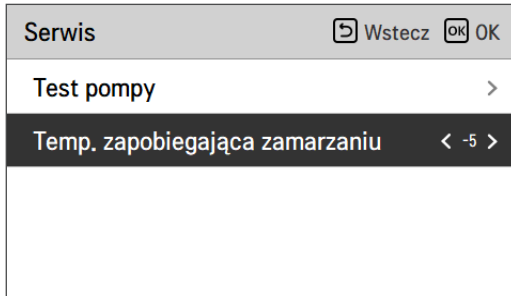 Serwis Wstecz OK OK
Test pompy >
Temp. zapobiegająca zamarzaniu < -5 >